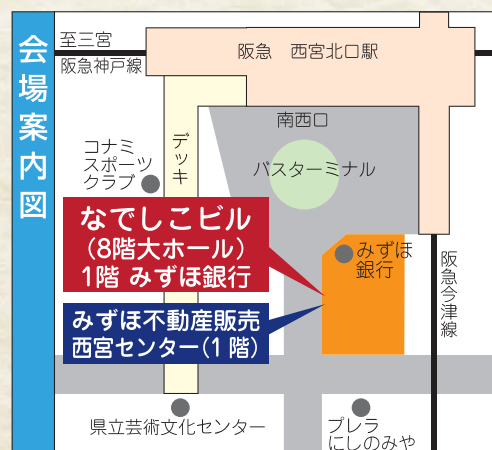 会場案内図
至三宮
阪急神戸線
阪急 西宮北口駅
南西口
デッキ
コナミ
スポーツ
クラブ
バスターミナル
なでしこビル
(8階大ホール)
1階 みずほ銀行
みずほ
銀行
阪急今津線
みずほ不動産販売
西宮センター(1階)
県立芸術文化センター
プレラ
にしのみや